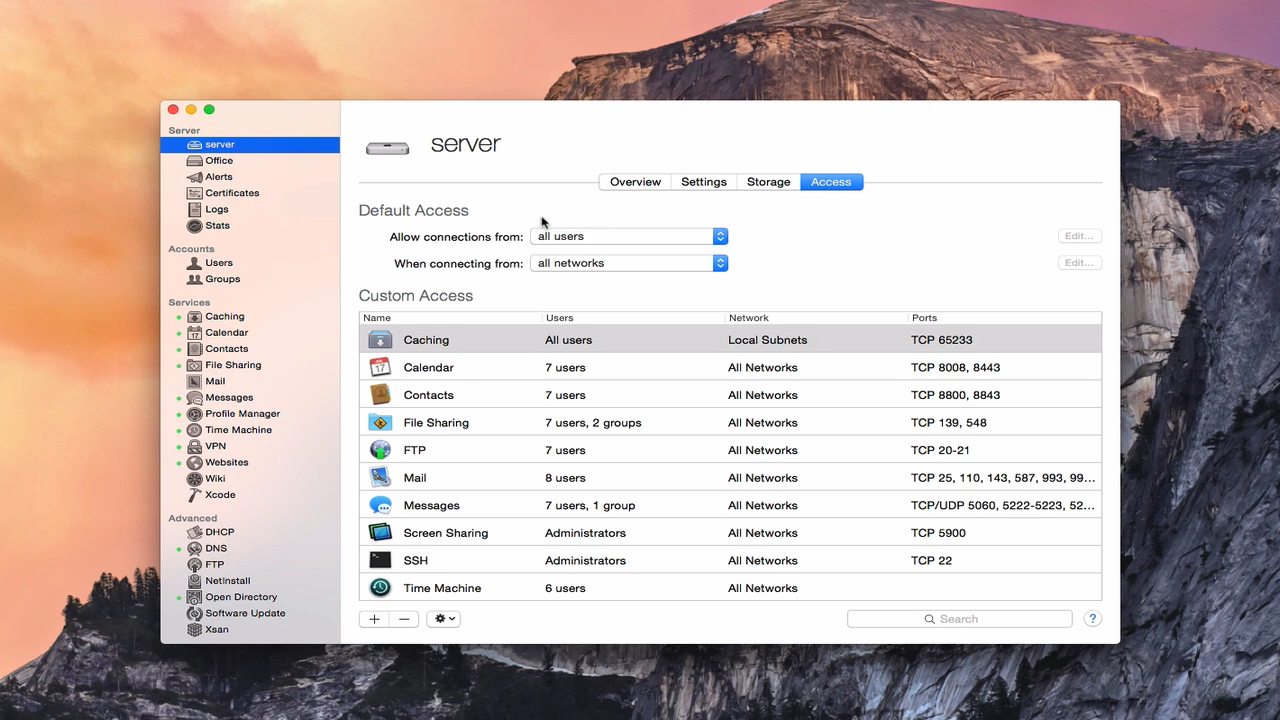 Server
server
Office
Alerts
Certificates
Logs
Stats
Accounts
Users
Groups
Services
Caching
Calendar
Contacts
File Sharing
Mail
Messages
Profile Manager
Time Machine
VPN
Websites
Wiki
Xcode
Advanced
DHCP
DNS
FTP
NetInstall
Open Directory
Software Update
Xsan
server
Overview Settings Storage Access
Default Access
Allow connections from: all users Edit...
When connecting from: all networks Edit...
Custom Access
Name Users Network Ports
Caching All users Local Subnets TCP 65233
Calendar 7 users All Networks TCP 8008, 8443
Contacts 7 users All Networks TCP 8800, 8843
File Sharing 7 users, 2 groups All Networks TCP 139, 548
FTP 7 users All Networks TCP 20-21
Mail 8 users All Networks TCP 25, 110, 143, 587, 993, 99...
Messages 7 users, 1 group All Networks TCP/UDP 5060, 5222-5223, 52...
Screen Sharing Administrators All Networks TCP 5900
SSH Administrators All Networks TCP 22
Time Machine 6 users All Networks
Search ?